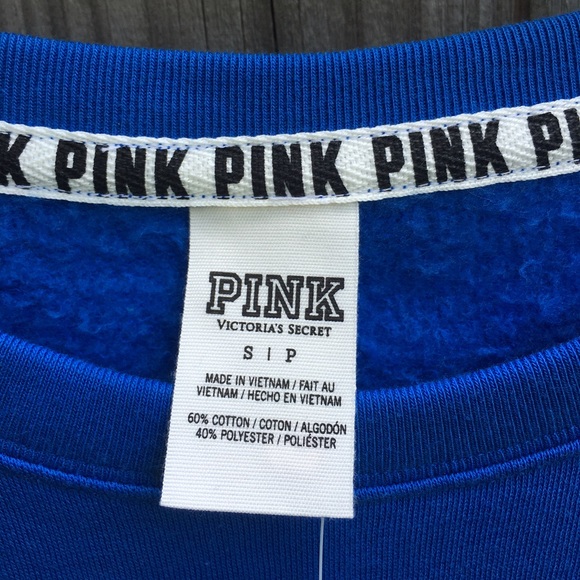 K PINK PINK PINK PI
PINK
VICTORIA'S SECRET
S | P
MADE IN VIETNAM / FAIT AU
VIETNAM / HECHO EN VIETNAM
60% COTTON / COTON / ALGODÓN
40% POLYESTER / POLIÉSTER